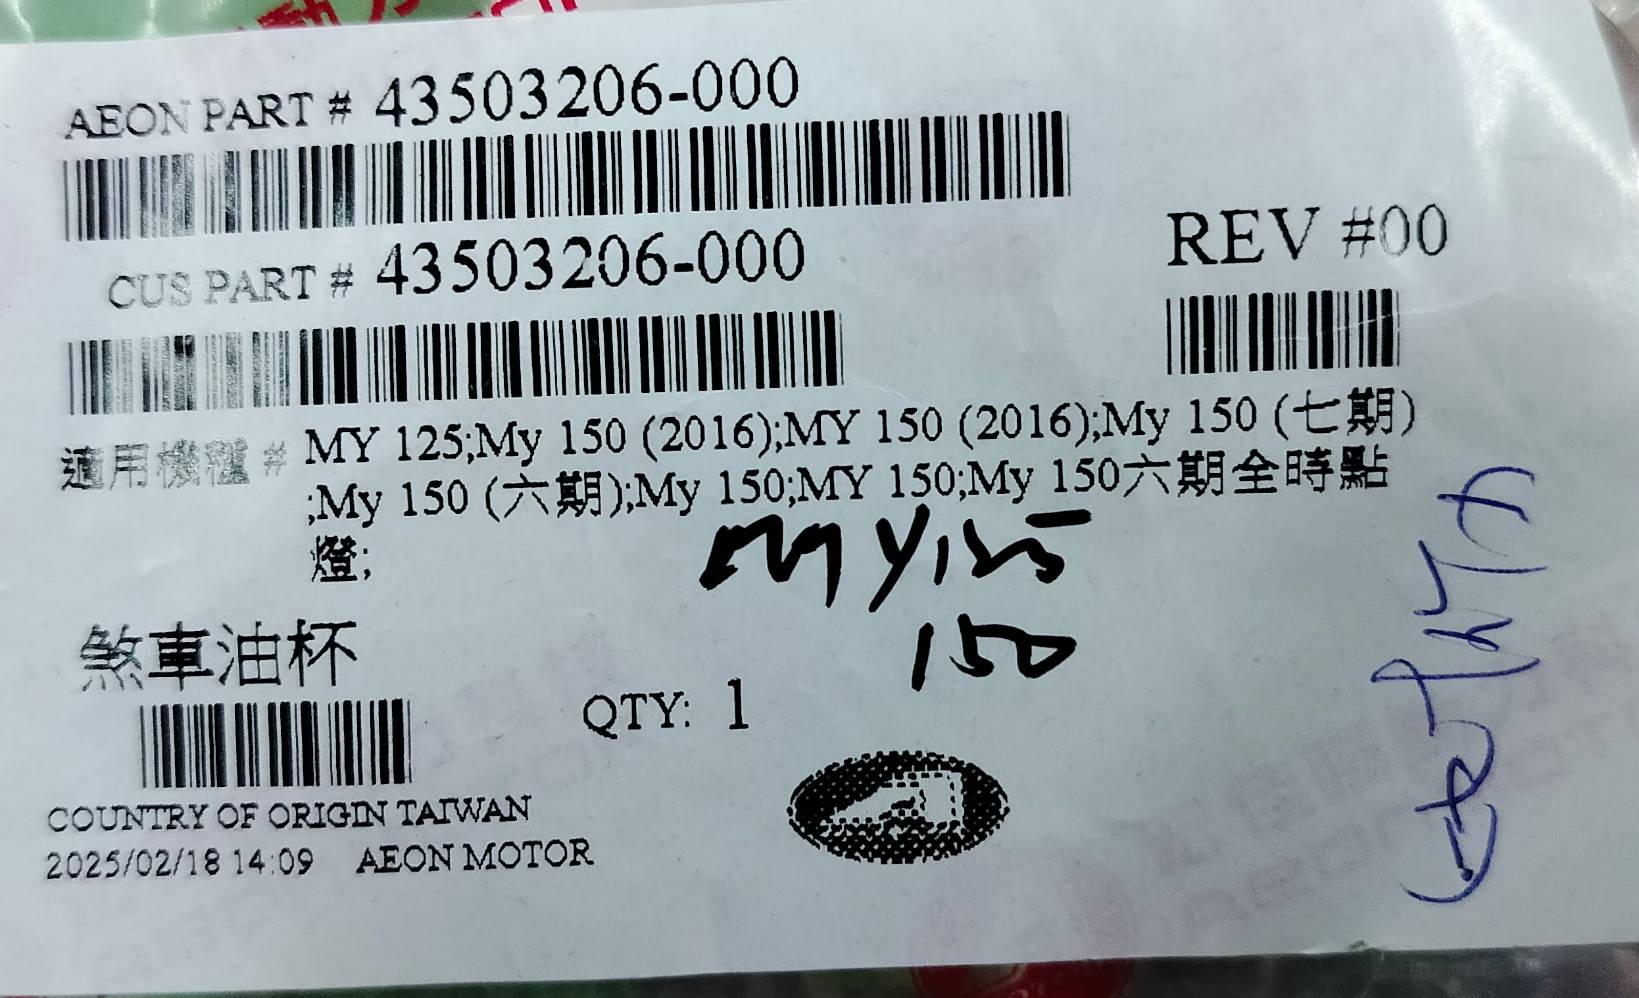 AEON PART # 43503206-000
CUS PART # 43503206-000
REV #00
適用機種 # MY 125;My 150 (2016);MY 150 (2016);My 150 (七期)
;My 150 (六期);My 150;MY 150;My 150六期全時點
燈;
MY125
150
煞車油杯
QTY: 1
COUNTRY OF ORIGIN TAIWAN
2025/02/18 14:09 AEON MOTOR